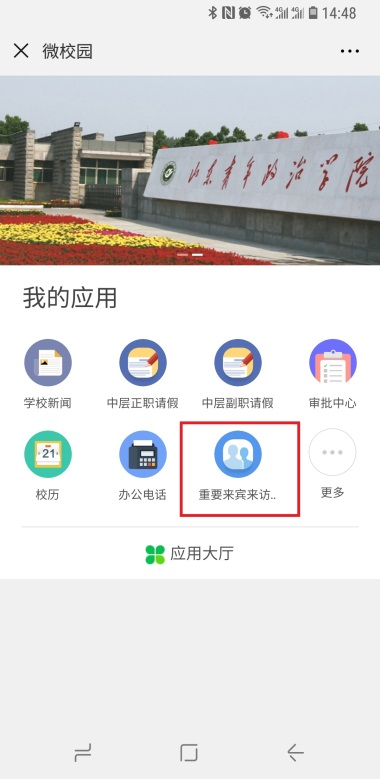 14:48
微校园
山东青年政治学院
我的应用
学校新闻
中层正职请假
中层副职请假
审批中心
21
校历
办公电话
重要来宾来访..
更多
应用大厅